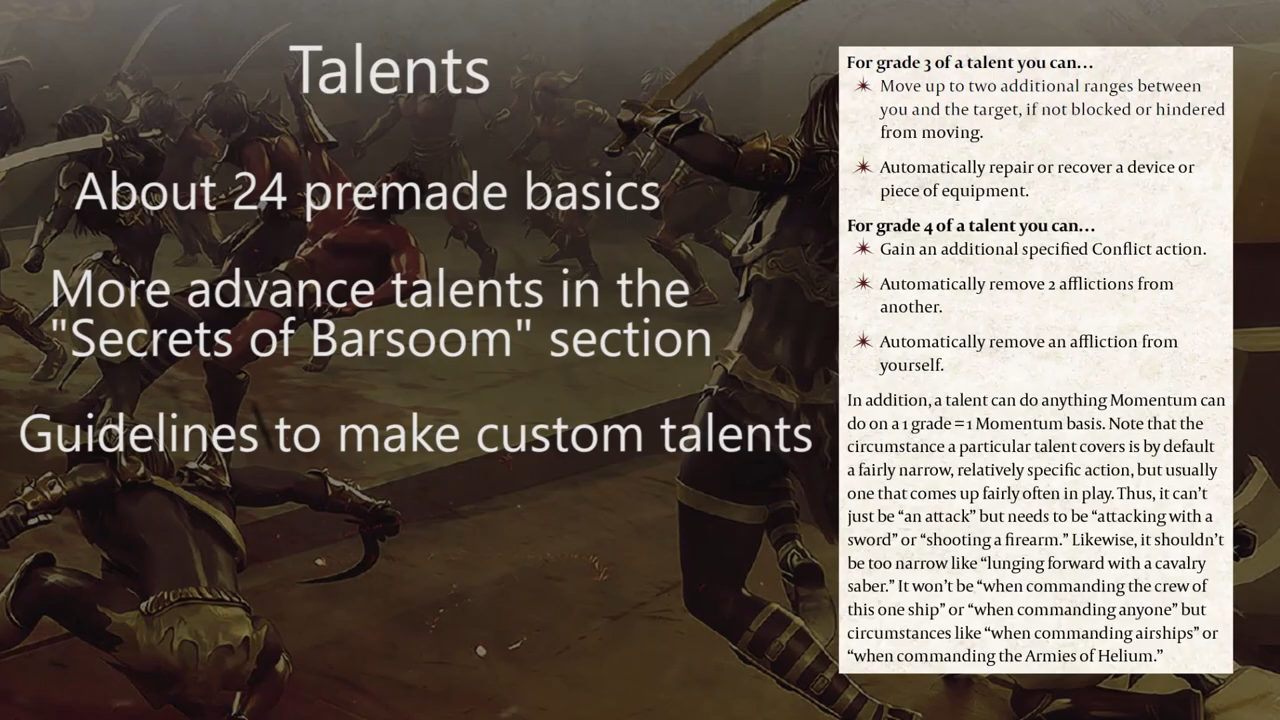 Talents
About 24 premade basics
More advance talents in the
"Secrets of Barsoom" section
Guidelines to make custom talents
For grade 3 of a talent you can…
Move up to two additional ranges between
you and the target, if not blocked or hindered
from moving.
Automatically repair or recover a device or
piece of equipment.
For grade 4 of a talent you can…
Gain an additional specified Conflict action.
Automatically remove 2 afflictions from
another.
Automatically remove an affliction from
yourself.
In addition, a talent can do anything Momentum can
do on a 1 grade = 1 Momentum basis. Note that the
circumstance a particular talent covers is by default
a fairly narrow, relatively specific action, but usually
one that comes up fairly often in play. Thus, it can’t
just be “an attack” but needs to be “attacking with a
sword” or “shooting a firearm.” Likewise, it shouldn’t
be too narrow like “lunging forward with a cavalry
saber.” It won’t be “when commanding the crew of
this one ship” or “when commanding anyone” but
circumstances like “when commanding airships” or
“when commanding the Armies of Helium.”